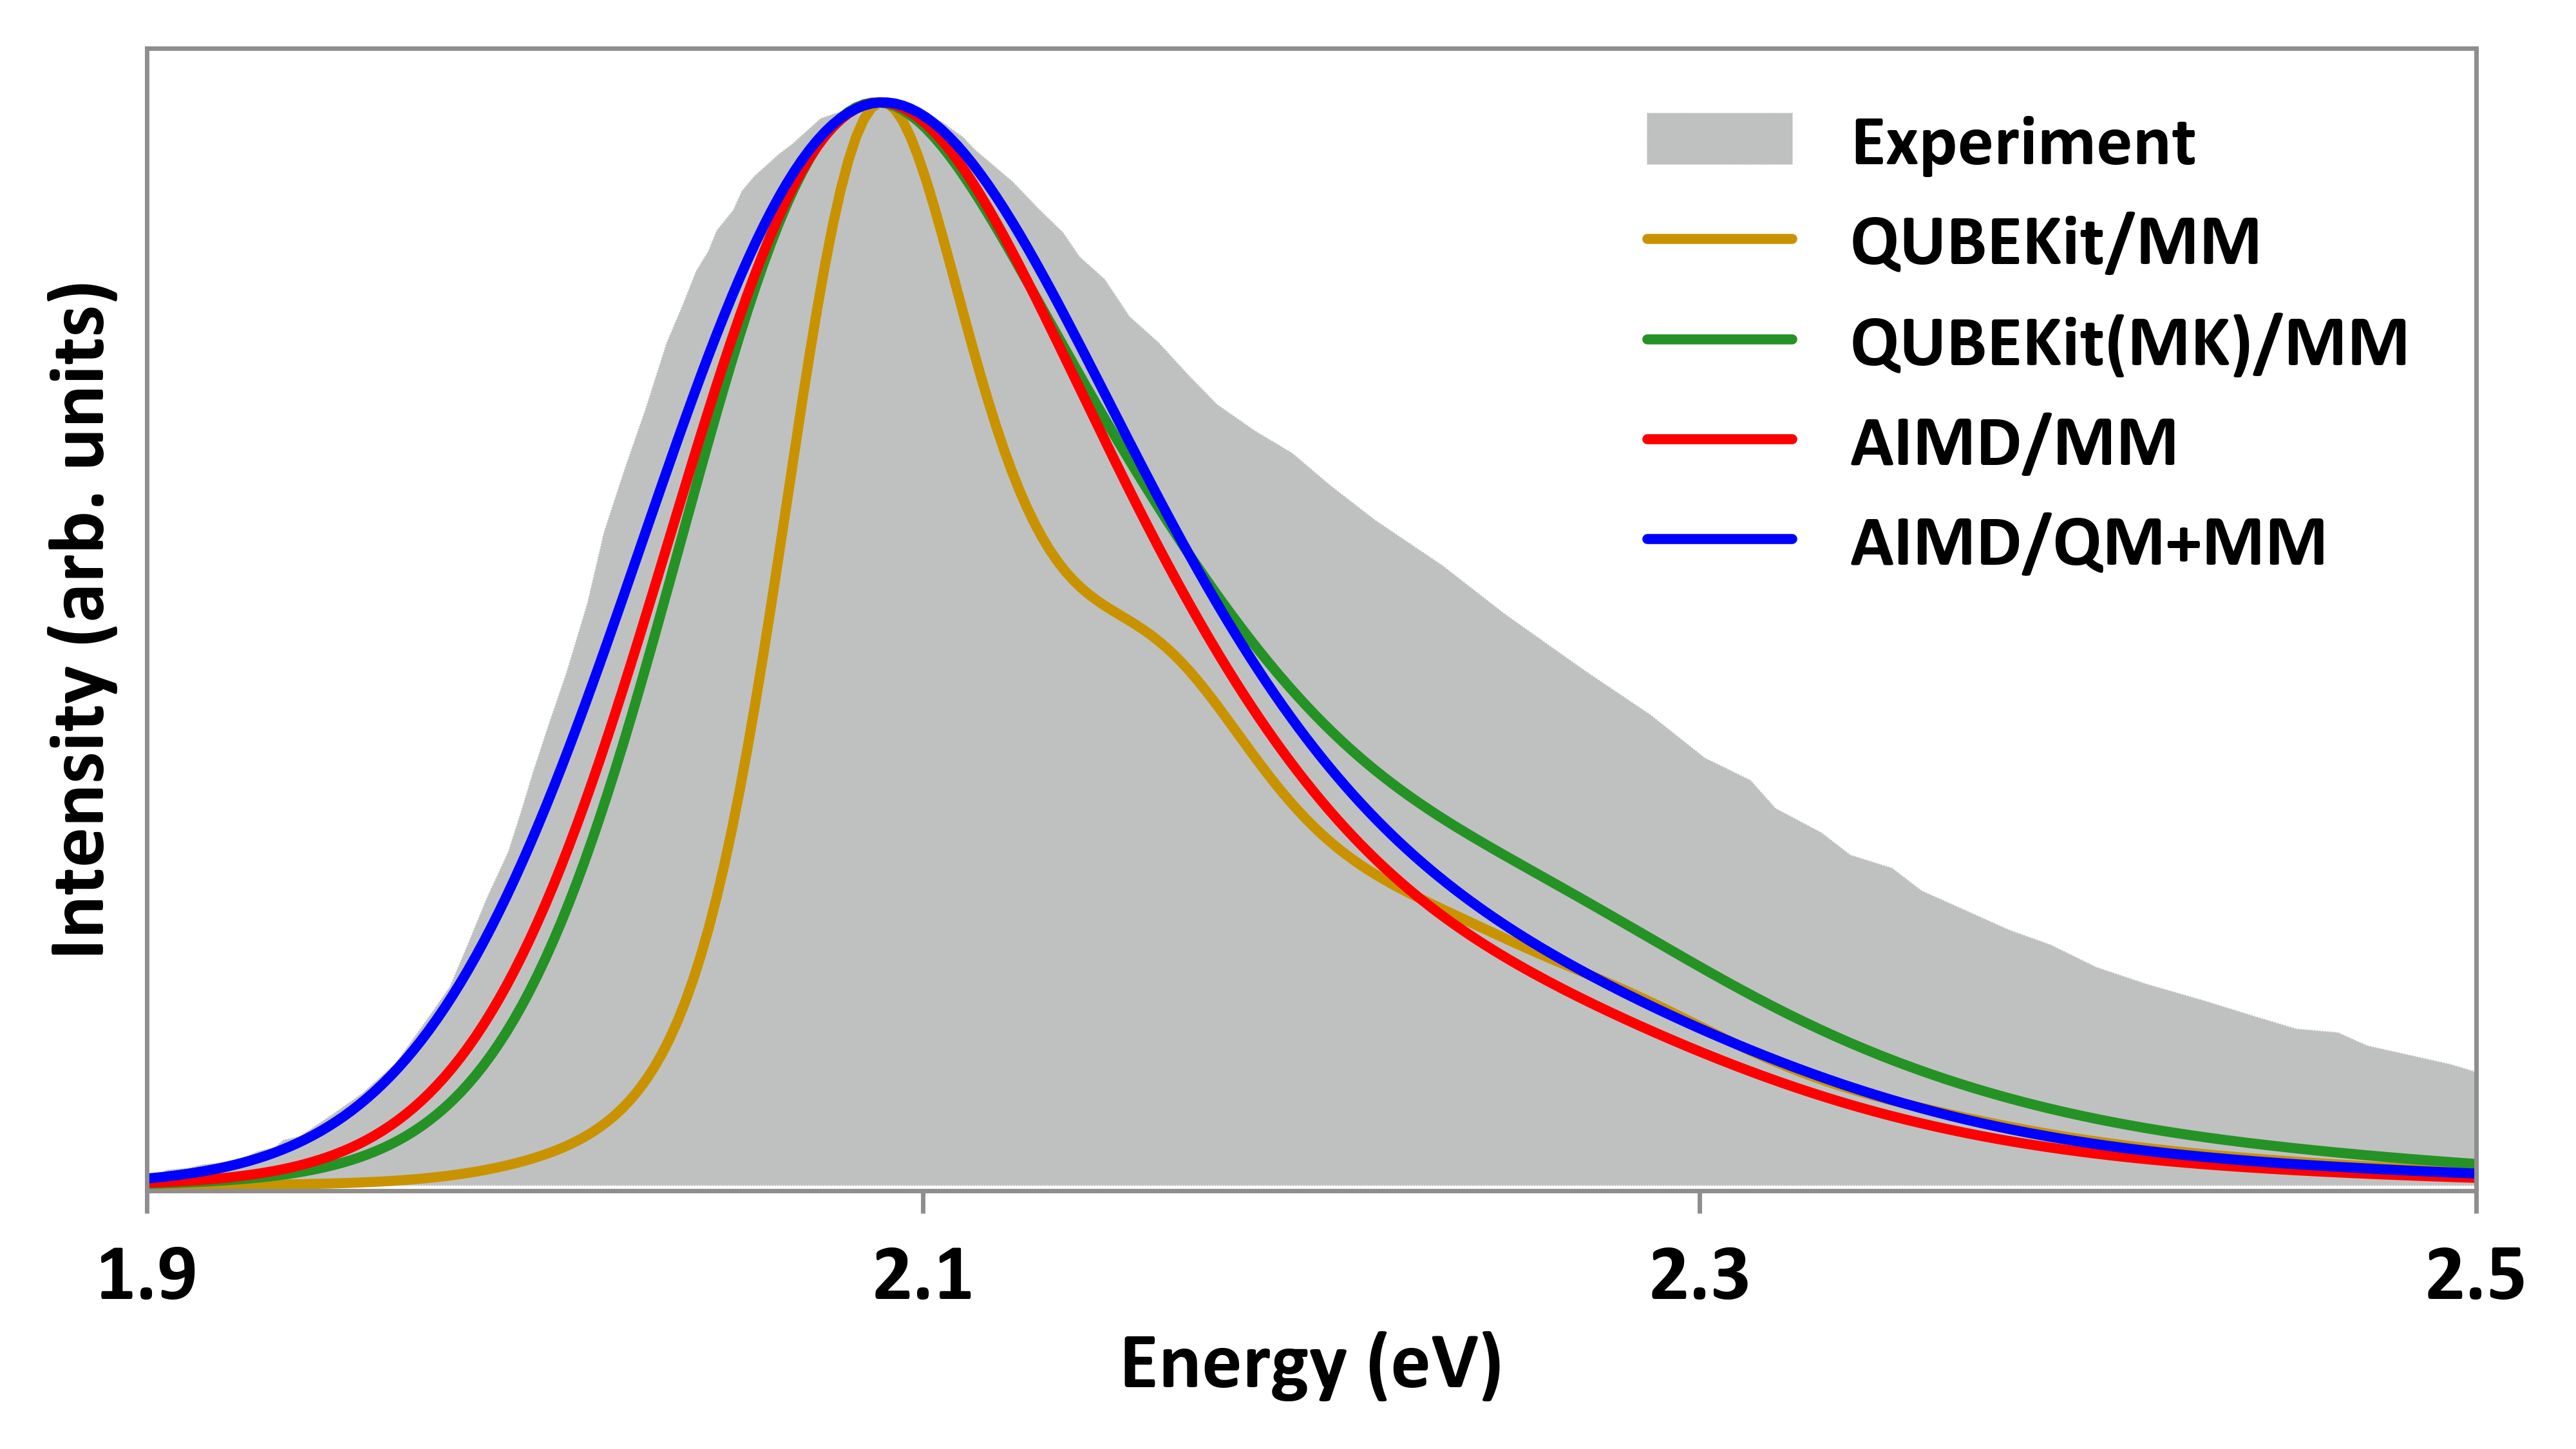 Experiment
QUBEKit/MM
QUBEKit(MK)/MM
AIMD/MM
AIMD/QM+MM
Intensity (arb. units)
1.9 2.1 2.3 2.5
Energy (eV)